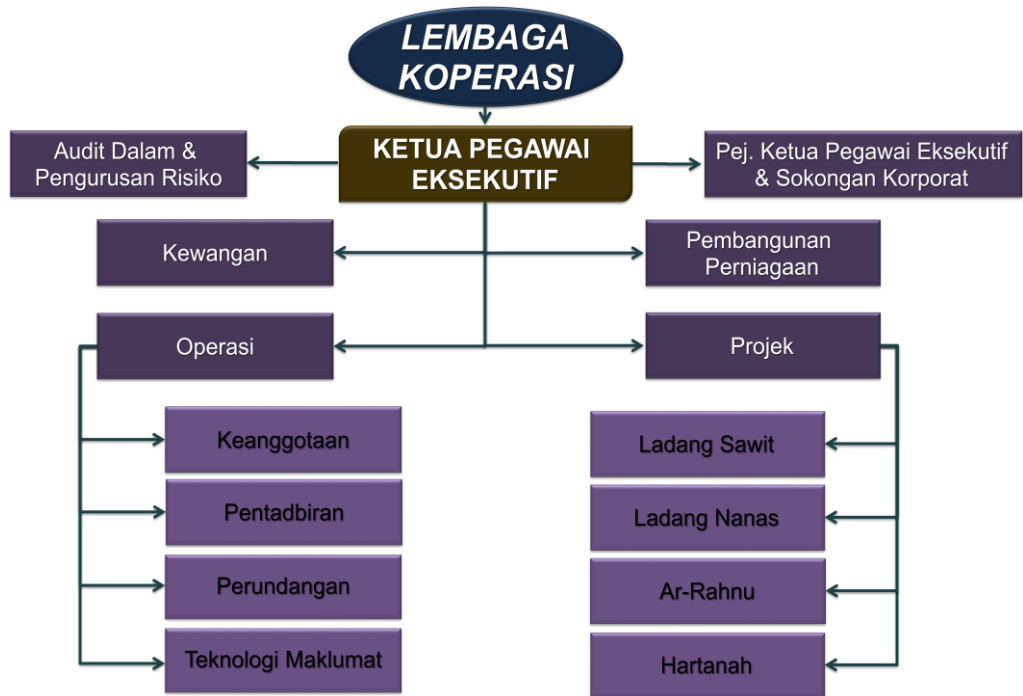 LEMBAGA
KOPERASI
KETUA PEGAWAI
EKSEKUTIF
Audit Dalam &
Pengurusan Risiko
Pej. Ketua Pegawai Eksekutif
& Sokongan Korporat
Kewangan
Pembangunan
Perniagaan
Operasi
Projek
Keanggotaan
Pentadbiran
Perundangan
Teknologi Maklumat
Ladang Sawit
Ladang Nanas
Ar-Rahnu
Hartanah